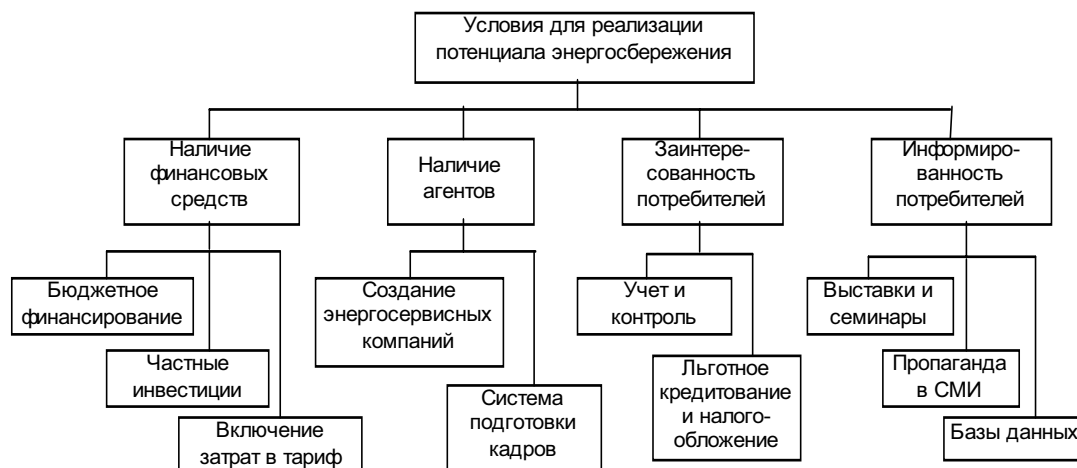 Условия для реализации
потенциала энергосбережения
Наличие
финансовых
средств
Наличие
агентов
Заинтере-
сованность
потребителей
Информиро-
ванность
потребителей
Бюджетное
финансирование
Частные
инвестиции
Включение
затрат в тариф
Создание
энергосервисных
компаний
Система
подготовки
кадров
Учет и
контроль
Льготное
кредитование
и налого-
обложение
Выставки и
семинары
Пропаганда
в СМИ
Базы данных